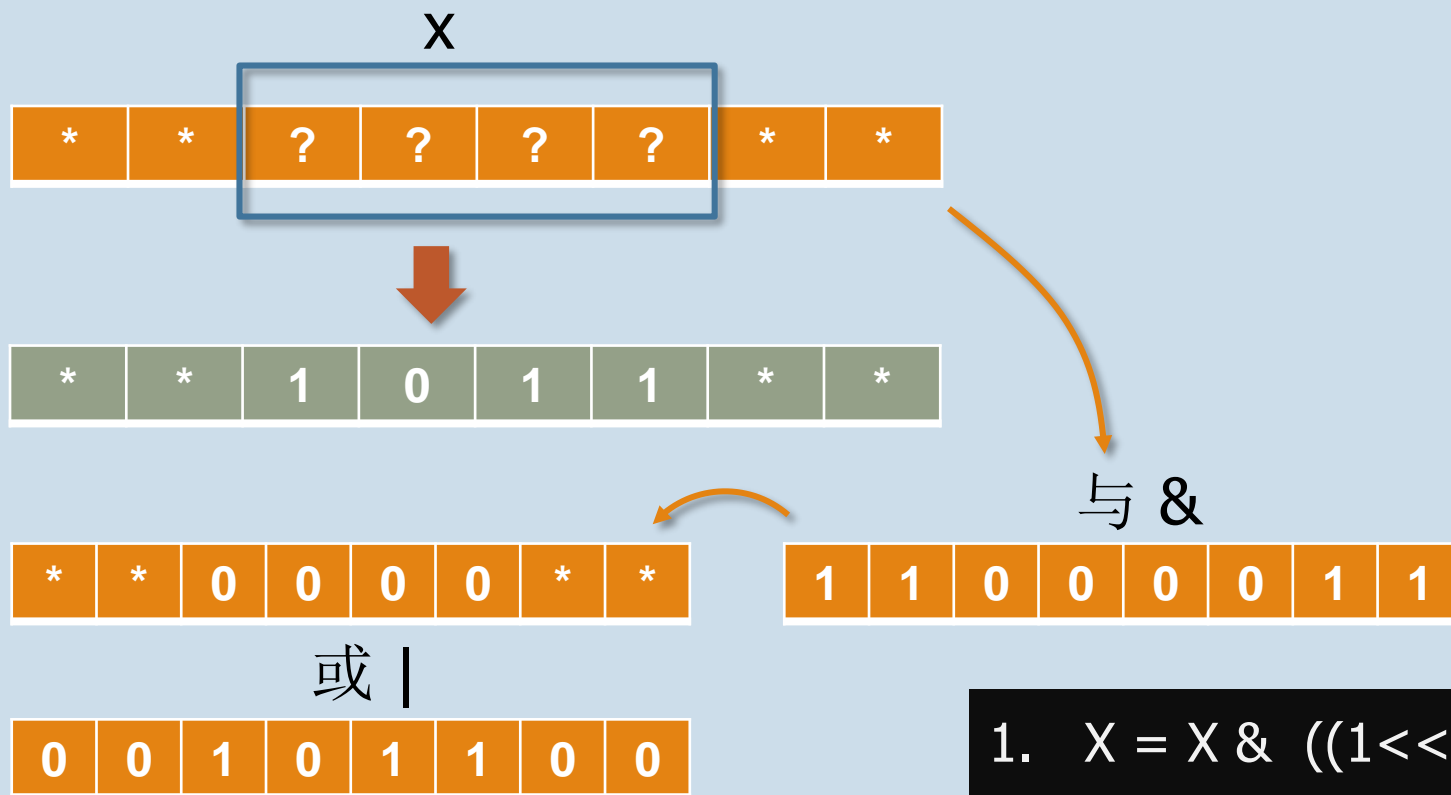 X
* * ? ? ? ? * *
* * 1 0 1 1 * *
与 &
* * 0 0 0 0 * *
1 1 0 0 0 0 1 1
或 |
0 0 1 0 1 1 0 0
1. X = X & ((1<<